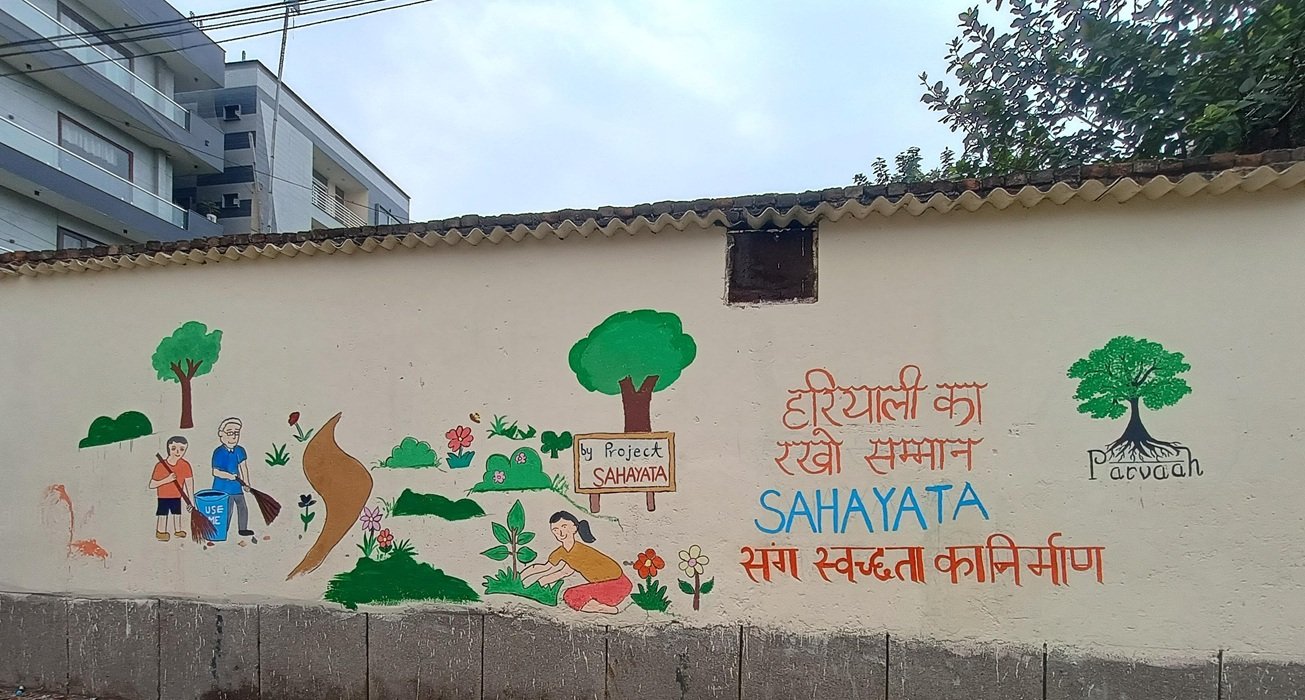 USE
ME
by Project
SAHAYATA
हरियाली का
रखो सम्मान
SAHAYATA
संग स्वच्छता का निर्माण
Parvaah